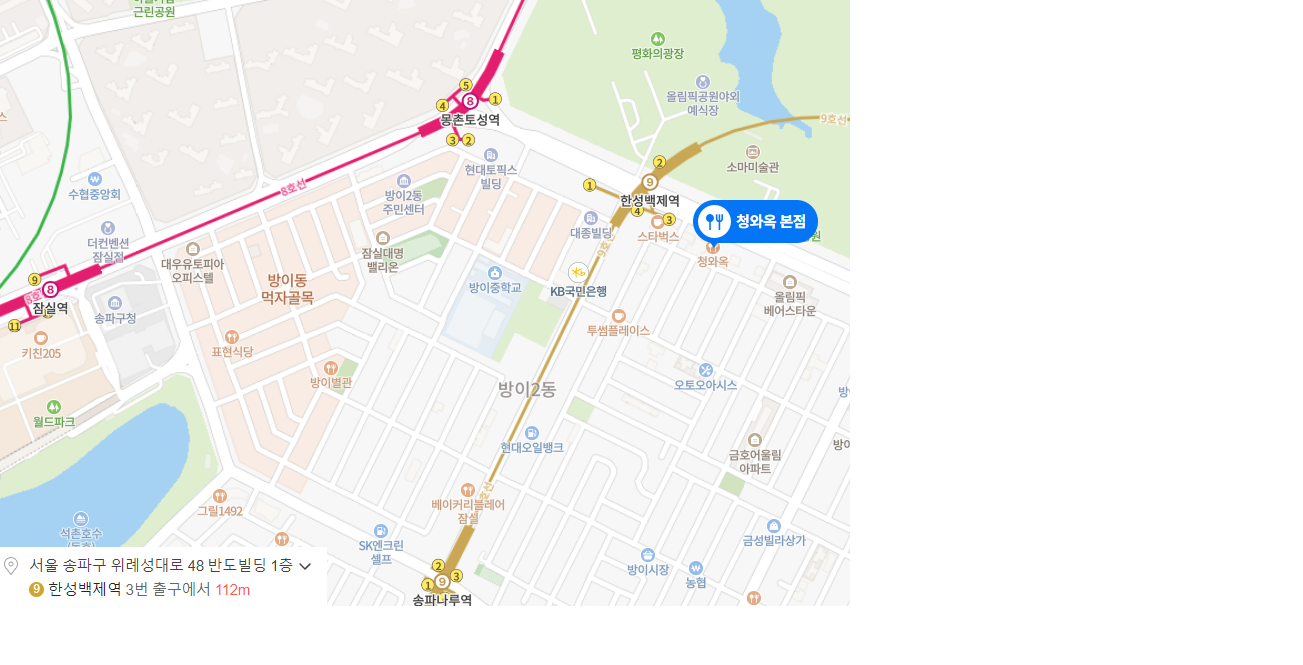 근린공원
평화의광장
올림픽공원야외
예식장
9호선
5
8
4
1
몽촌토성역
3
2
현대토픽스
빌딩
소마미술관
2
9
1
한성백제역
4
3
수협중앙회
8호선
방이2동
주민센터
대종빌딩
스타벅스
청와옥 본점
청와옥
더컨벤션
잠실점
대우유토피아
오피스텔
잠실대명
밸리온
9호
방이동
먹자골목
방이중학교
KB국민은행
올림픽
베어스타운
9
8
8호
잠실역
11
송파구청
투썸플레이스
키친205
표현식당
방이별관
방이2동
오토오아시스
방
월드파크
현대오일뱅크
금호어울림
아파트
방이
9호선
베이커리블레어
잠실
그릴1492
석촌호수
SK엔크린
셀프
금성빌라상가
방이시장
농협
2
9
3
1
송파나루역
서울 송파구 위례성대로 48 반도빌딩 1층
9 한성백제역 3번 출구에서 112m